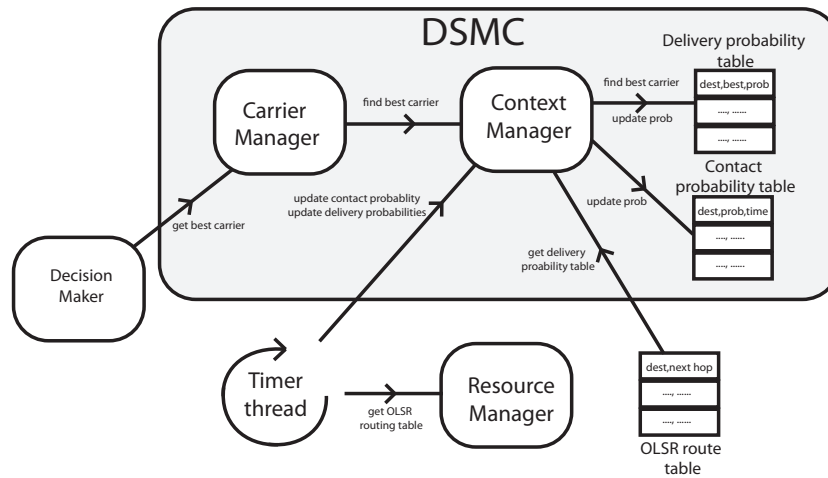 DSMC
Delivery probability
table
dest,best,prob
...., ......
...., ......
Carrier
Manager
find best carrier
Context
Manager
find best carrier
update prob
Contact
probability table
dest,prob,time
...., ......
...., ......
update prob
update contact probablity
update delivery probabilities
get best carrier
get delivery
proability table
Decision
Maker
Timer
thread
get OLSR
routing table
Resource
Manager
dest,next hop
...., ......
...., ......
OLSR route
table